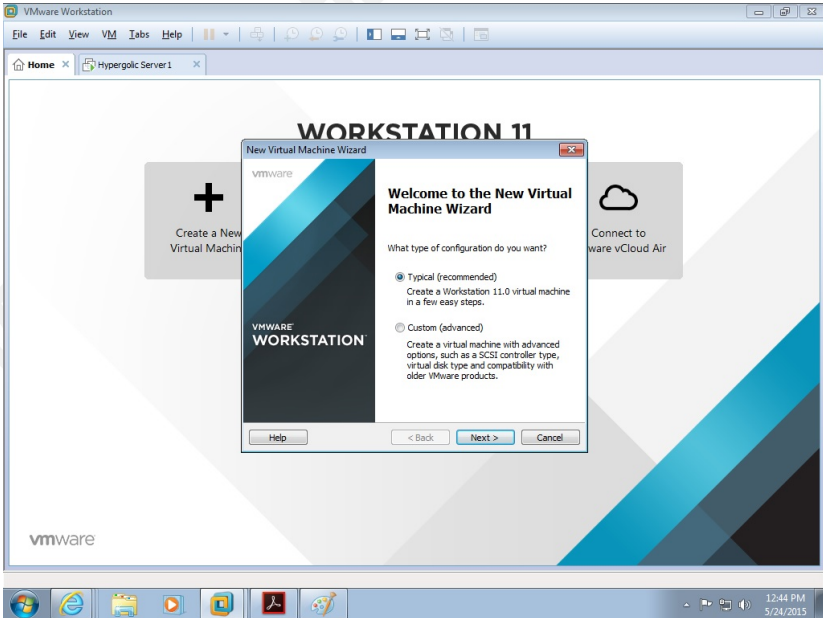 VMware Workstation
File Edit View VM Tabs Help
Home Hypergolic Server1
WORKSTATION 11
New Virtual Machine Wizard
vmware
Welcome to the New Virtual
Machine Wizard
What type of configuration do you want?
Typical (recommended)
Create a Workstation 11.0 virtual machine
in a few easy steps.
Custom (advanced)
Create a virtual machine with advanced
options, such as a SCSI controller type,
virtual disk type and compatibility with
older VMware products.
VMWARE
WORKSTATION
Help < Back Next > Cancel
Create a New
Virtual Machin
Connect to
ware vCloud Air
vmware
12:44 PM
5/24/2015